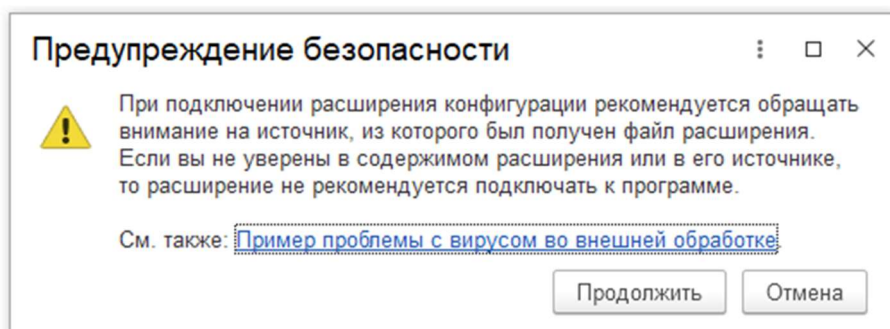 Предупреждение безопасности
При подключении расширения конфигурации рекомендуется обращать
внимание на источник, из которого был получен файл расширения.
Если вы не уверены в содержимом расширения или в его источнике,
то расширение не рекомендуется подключать к программе.
См. также: Пример проблемы с вирусом во внешней обработке.
Продолжить Отмена